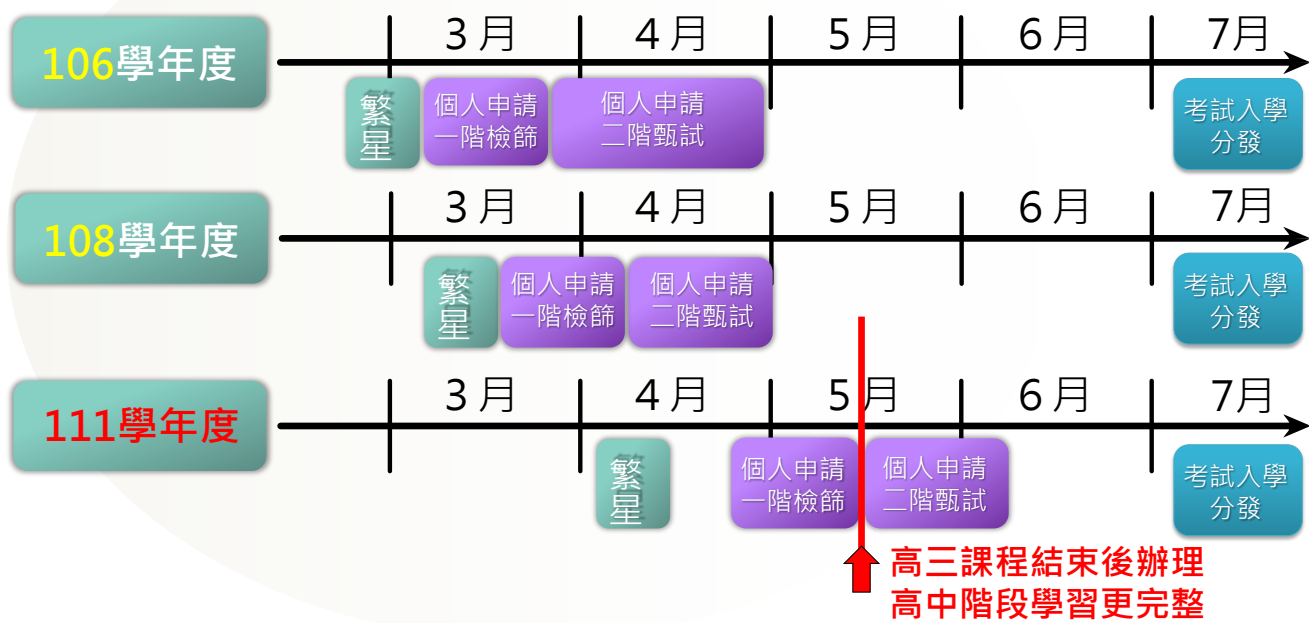 106學年度
3月 4月 5月 6月 7月
繁星
個人申請
一階檢篩
個人申請
二階甄試
考試入學
分發
108學年度
3月 4月 5月 6月 7月
繁星
個人申請
一階檢篩
個人申請
二階甄試
考試入學
分發
111學年度
3月 4月 5月 6月 7月
繁星
個人申請
一階檢篩
個人申請
二階甄試
考試入學
分發
高三課程結束後辦理
高中階段學習更完整